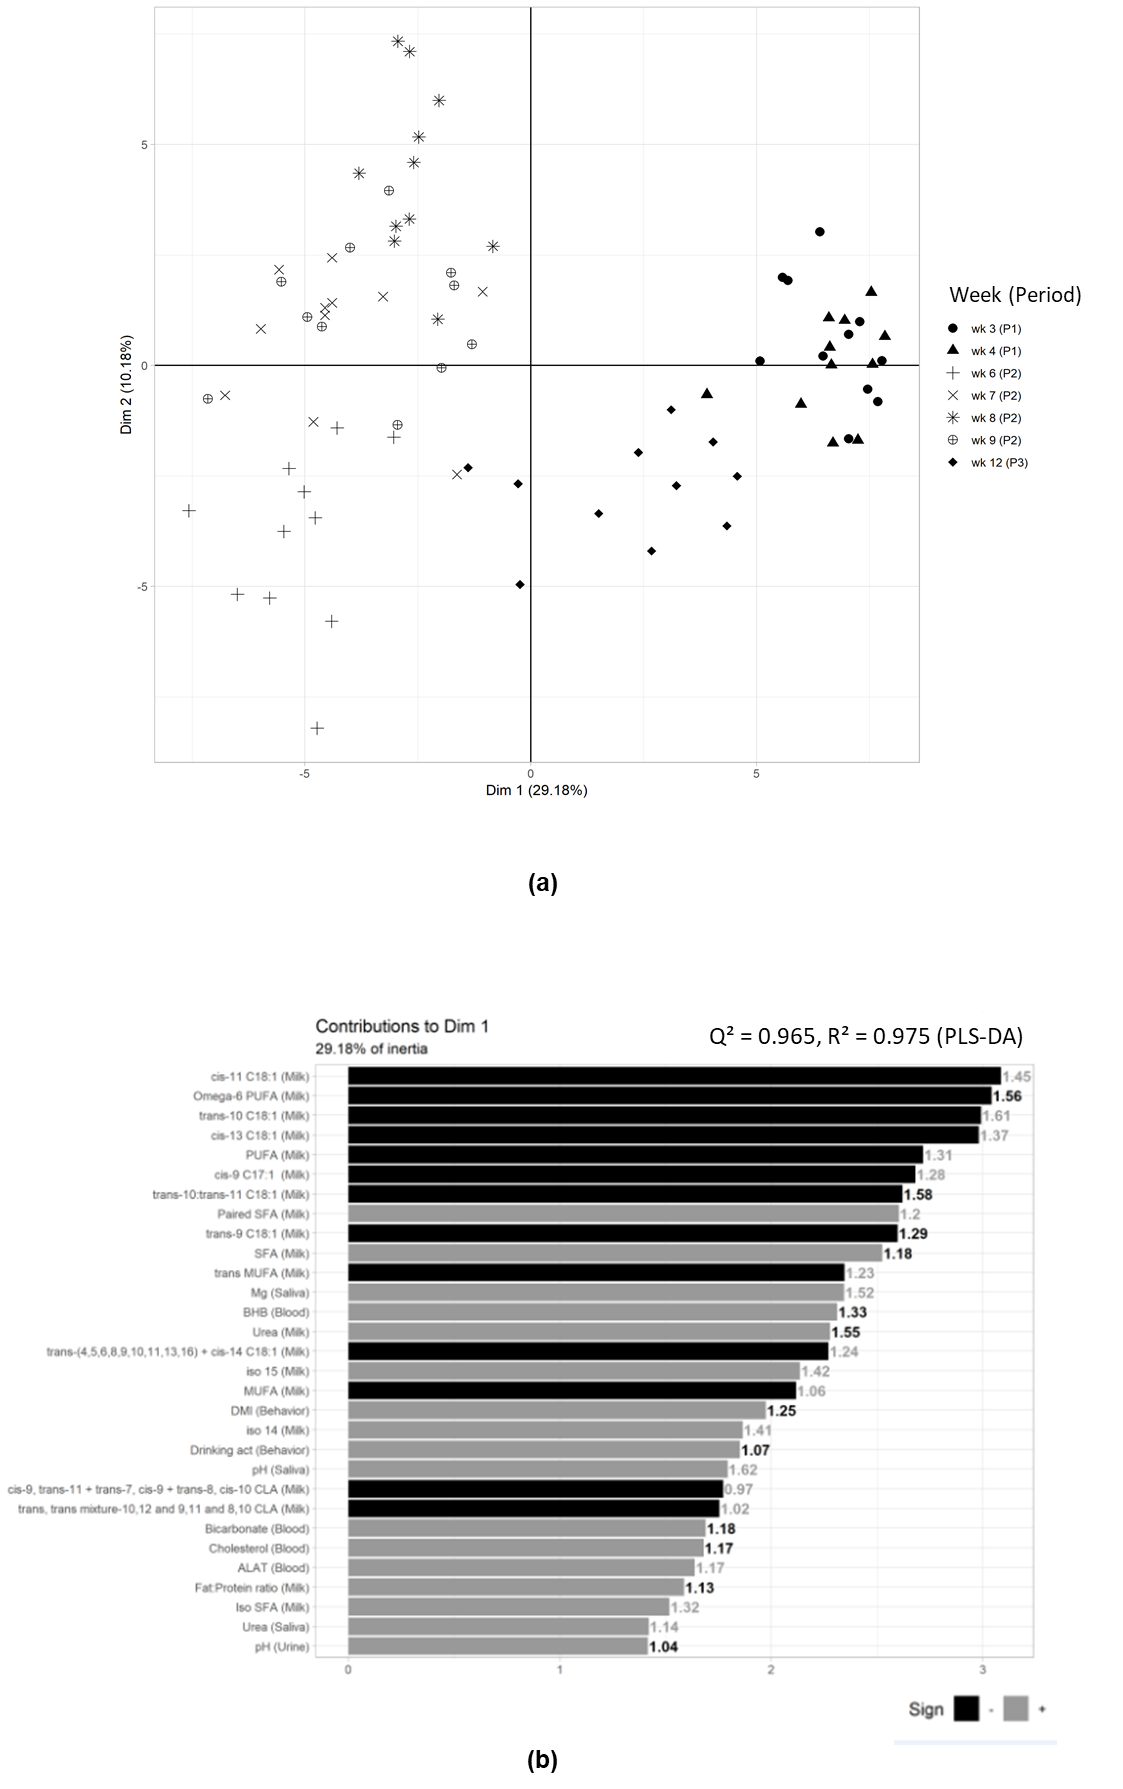 5
0
-5
Dim 2 (10.18%)
-5
0
5
Dim 1 (29.18%)
Week (Period)
wk 3 (P1)
wk 4 (P1)
wk 6 (P2)
wk 7 (P2)
wk 8 (P2)
wk 9 (P2)
wk 12 (P3)
(a)
Contributions to Dim 1
29.18% of inertia
Q² = 0.965, R² = 0.975 (PLS-DA)
cis-11 C18:1 (Milk) 1.45
Omega-6 PUFA (Milk) 1.56
trans-10 C18:1 (Milk) 1.61
cis-13 C18:1 (Milk) 1.37
PUFA (Milk) 1.31
cis-9 C17:1 (Milk) 1.28
trans-10:trans-11 C18:1 (Milk) 1.58
Paired SFA (Milk) 1.2
trans-9 C18:1 (Milk) 1.29
SFA (Milk) 1.18
trans MUFA (Milk) 1.23
Mg (Saliva) 1.52
BHB (Blood) 1.33
Urea (Milk) 1.55
trans-(4,5,6,8,9,10,11,13,16) + cis-14 C18:1 (Milk) 1.24
iso 15 (Milk) 1.42
MUFA (Milk) 1.06
DMI (Behavior) 1.25
iso 14 (Milk) 1.41
Drinking act (Behavior) 1.07
pH (Saliva) 1.62
cis-9, trans-11 + trans-7, cis-9 + trans-8, cis-10 CLA (Milk) 0.97
trans, trans mixture-10,12 and 9,11 and 8,10 CLA (Milk) 1.02
Bicarbonate (Blood) 1.18
Cholesterol (Blood) 1.17
ALAT (Blood) 1.17
Fat:Protein ratio (Milk) 1.13
Iso SFA (Milk) 1.32
Urea (Saliva) 1.14
pH (Urine) 1.04
0 1 2 3
Sign - +
(b)